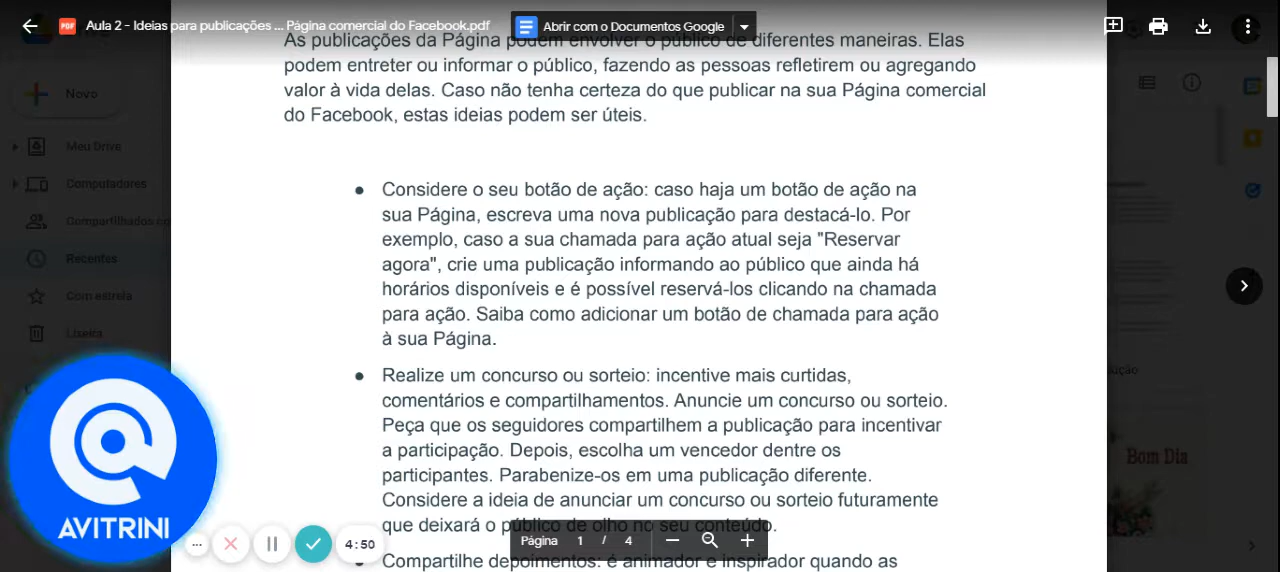 Aula 2 - Ideias para publicações ... Página comercial do Facebook.pdf
PDF
Abrir com o Documentos Google
As publicações da Página podem envolver o público de diferentes maneiras. Elas
podem entreter ou informar o público, fazendo as pessoas refletirem ou agregando
valor à vida delas. Caso não tenha certeza do que publicar na sua Página comercial
do Facebook, estas ideias podem ser úteis.
Novo
Meu Drive
Computadores
Compartilhados co
Recentes
Com estrela
Lixeira
● Considere o seu botão de ação: caso haja um botão de ação na
sua Página, escreva uma nova publicação para destacá-lo. Por
exemplo, caso a sua chamada para ação atual seja "Reservar
agora", crie uma publicação informando ao público que ainda há
horários disponíveis e é possível reservá-los clicando na chamada
para ação. Saiba como adicionar um botão de chamada para ação
à sua Página.
● Realize um concurso ou sorteio: incentive mais curtidas,
comentários e compartilhamentos. Anuncie um concurso ou sorteio.
Peça que os seguidores compartilhem a publicação para incentivar
a participação. Depois, escolha um vencedor dentre os
participantes. Parabenize-os em uma publicação diferente.
Considere a ideia de anunciar um concurso ou sorteio futuramente
que deixará o público de olho no seu conteúdo.
● Compartilhe depoimentos: é animador e inspirador quando as
Bom Dia
AVITRINI
4:50
Página 1 / 4